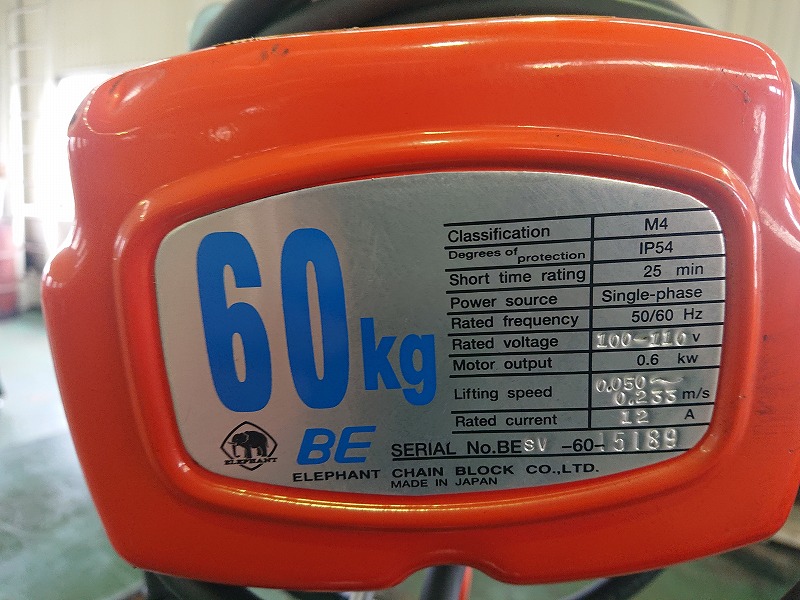 60kg
Classification M4
Degrees of protection IP54
Short time rating 25 min
Power source Single-phase
Rated frequency 50/60 Hz
Rated voltage 100~110 v
Motor output 0.6 kw
Lifting speed 0.050~
0.233 m/s
Rated current 12 A
ELEPHANT
BE
SERIAL No.BESV -60-15189
ELEPHANT CHAIN BLOCK CO.,LTD.
MADE IN JAPAN